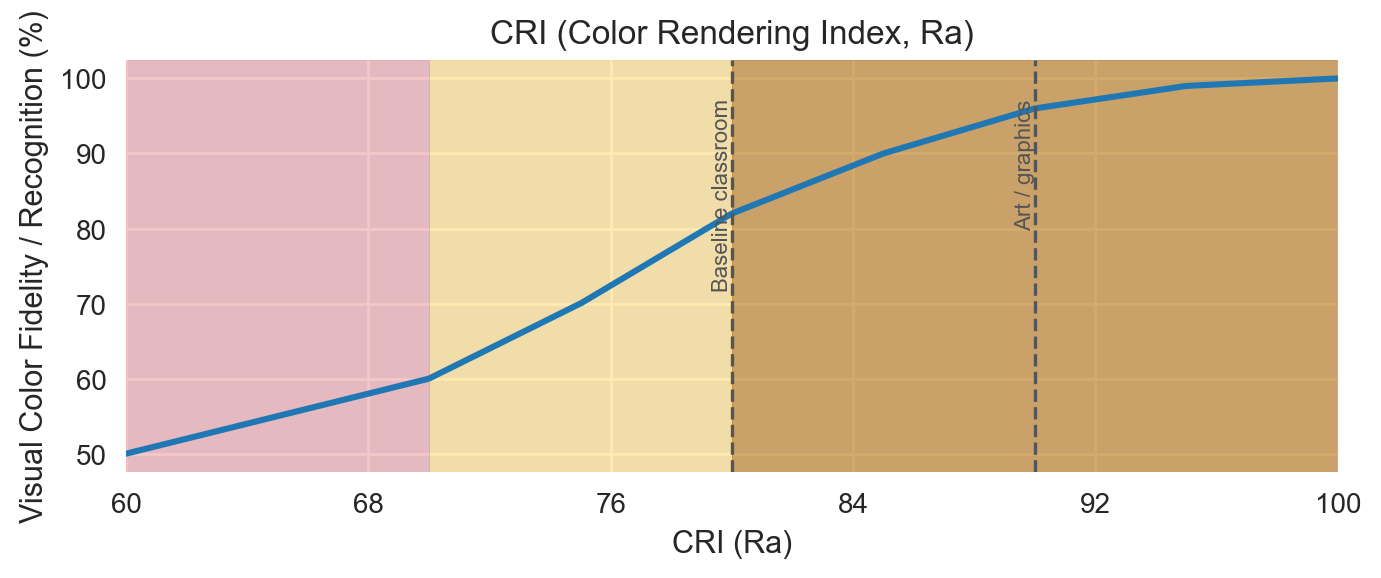 CRI (Color Rendering Index, Ra)
Visual Color Fidelity / Recognition (%)
100
90
80
70
60
50
Baseline classroom
Art / graphics
60 68 76 84 92 100
CRI (Ra)